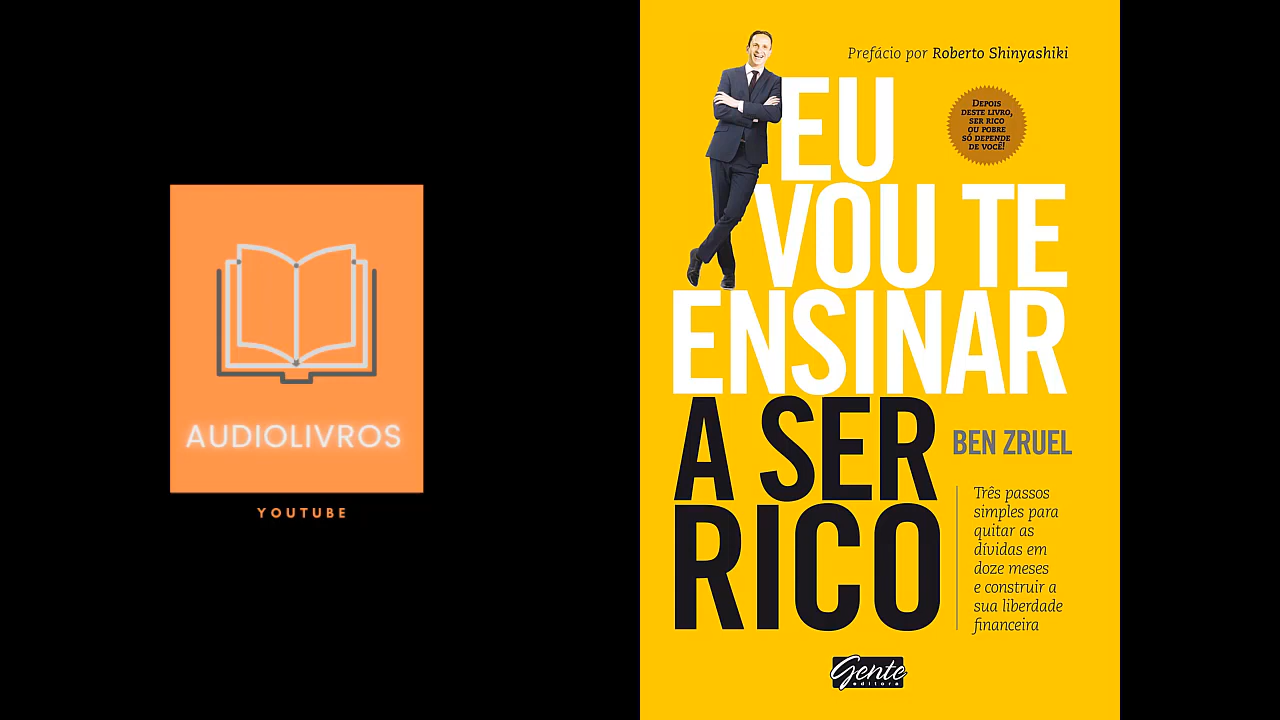 AUDIOLIVROS
YOUTUBE
Prefácio por Roberto Shinyashiki
EU
VOU TE
ENSINAR
A SER
RICO
DEPOIS
DESTE LIVRO,
SER RICO
OU POBRE
SÓ DEPENDE
DE VOCÊ!
BEN ZRUEL
Três passos
simples para
quitar as
dívidas em
doze meses
e construir a
sua liberdade
financeira
Gente
editora